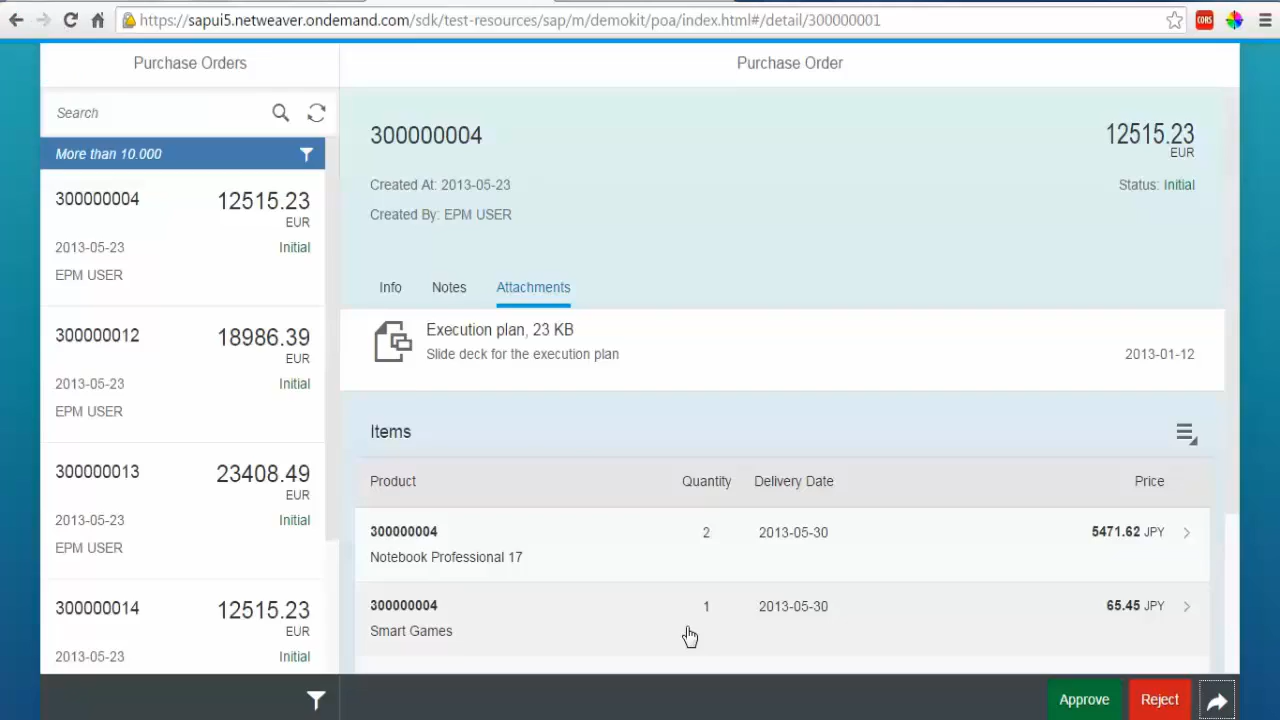 https://sapui5.netweaver.ondemand.com/sdk/test-resources/sap/m/demokit/poa/index.html#/detail/300000001
CORS
Purchase Orders
Search
More than 10.000
300000004 12515.23
EUR
2013-05-23 Initial
EPM USER
300000012 18986.39
EUR
2013-05-23 Initial
EPM USER
300000013 23408.49
EUR
2013-05-23 Initial
EPM USER
300000014 12515.23
EUR
2013-05-23 Initial
Purchase Order
300000004 12515.23
EUR
Created At: 2013-05-23 Status: Initial
Created By: EPM USER
Info Notes Attachments
Execution plan, 23 KB
Slide deck for the execution plan 2013-01-12
Items
Product Quantity Delivery Date Price
300000004 2 2013-05-30 5471.62 JPY
Notebook Professional 17
300000004 1 2013-05-30 65.45 JPY
Smart Games
Approve Reject